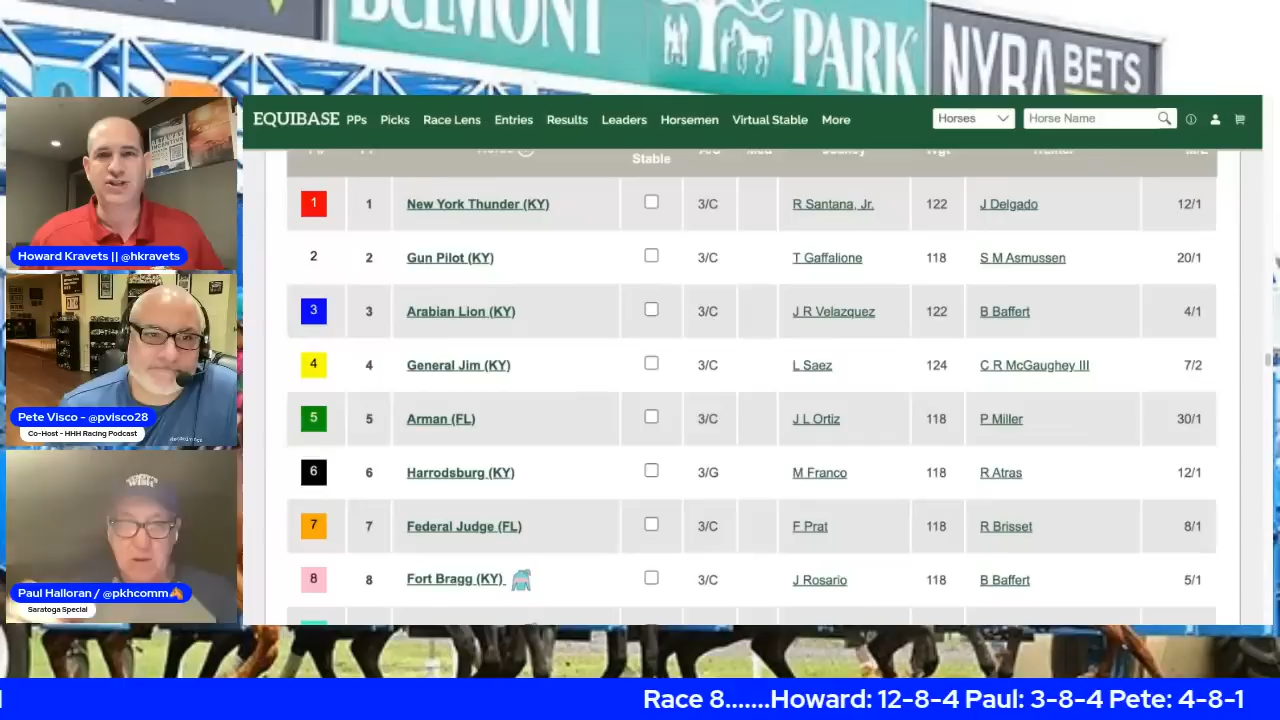 BELMONT PARK
NYRA BETS
EQUIBASE PPs Picks Race Lens Entries Results Leaders Horsemen Virtual Stable More Horses Horse Name
Stable
1 1 New York Thunder (KY) 3/C R Santana, Jr. 122 J Delgado 12/1
2 2 Gun Pilot (KY) 3/C T Gaffalione 118 S M Asmussen 20/1
3 3 Arabian Lion (KY) 3/C J R Velazquez 122 B Baffert 4/1
4 4 General Jim (KY) 3/C L Saez 124 C R McGaughey III 7/2
5 5 Arman (FL) 3/C J L Ortiz 118 P Miller 30/1
6 6 Harrodsburg (KY) 3/G M Franco 118 R Atras 12/1
7 7 Federal Judge (FL) 3/C F Prat 118 R Brisset 8/1
8 8 Fort Bragg (KY) 3/C J Rosario 118 B Baffert 5/1
Howard Kravets || @hkravets
Pete Visco - @pvisco28
Co-Host - HHH Racing Podcast
Paul Halloran / @pkhcomm🐴
Saratoga Special
Race 8.......Howard: 12-8-4 Paul: 3-8-4 Pete: 4-8-1